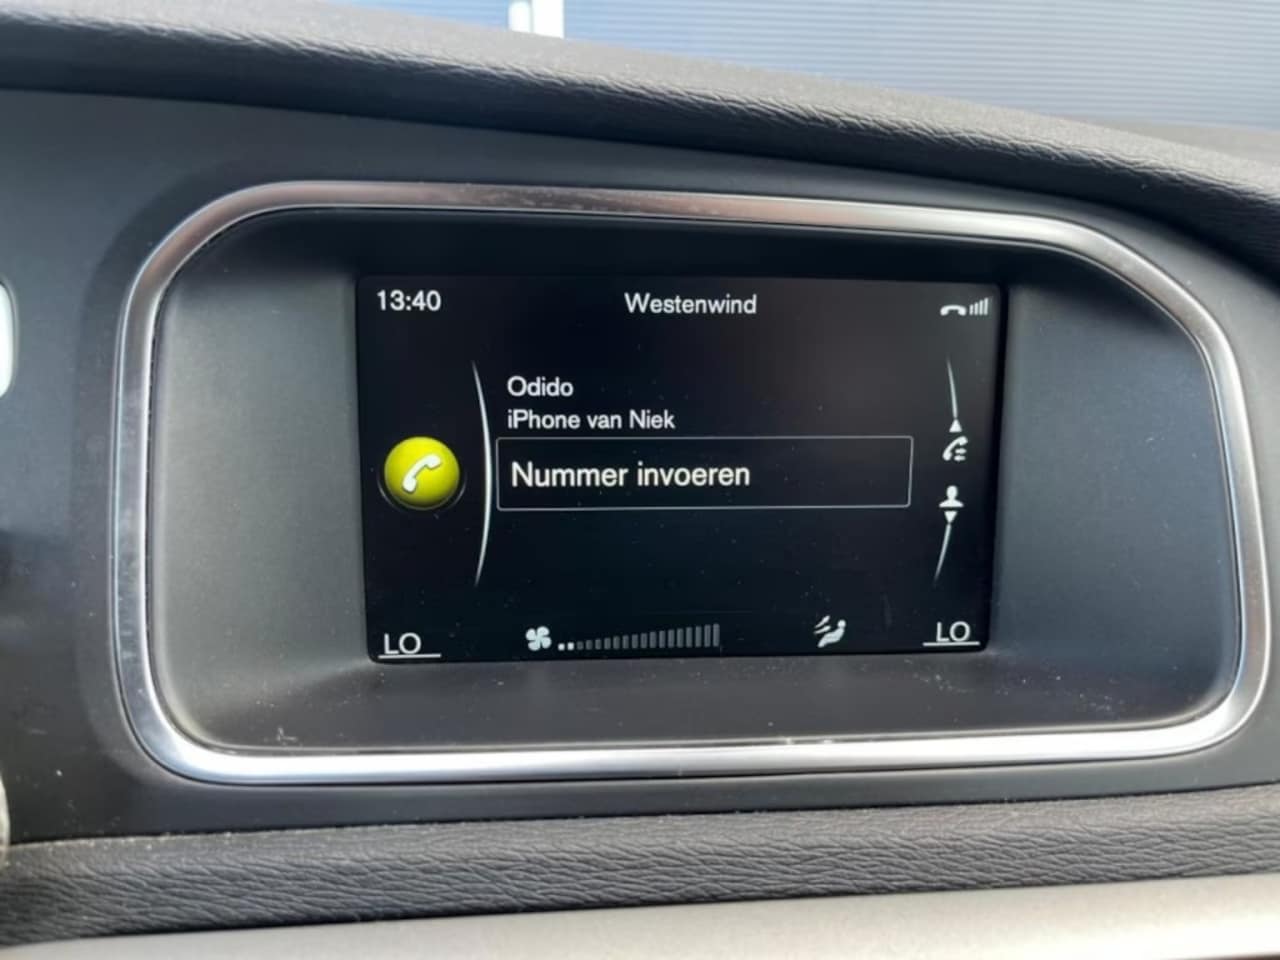 13:40
Westenwind
Odido
iPhone van Niek
Nummer invoeren
LO
LO